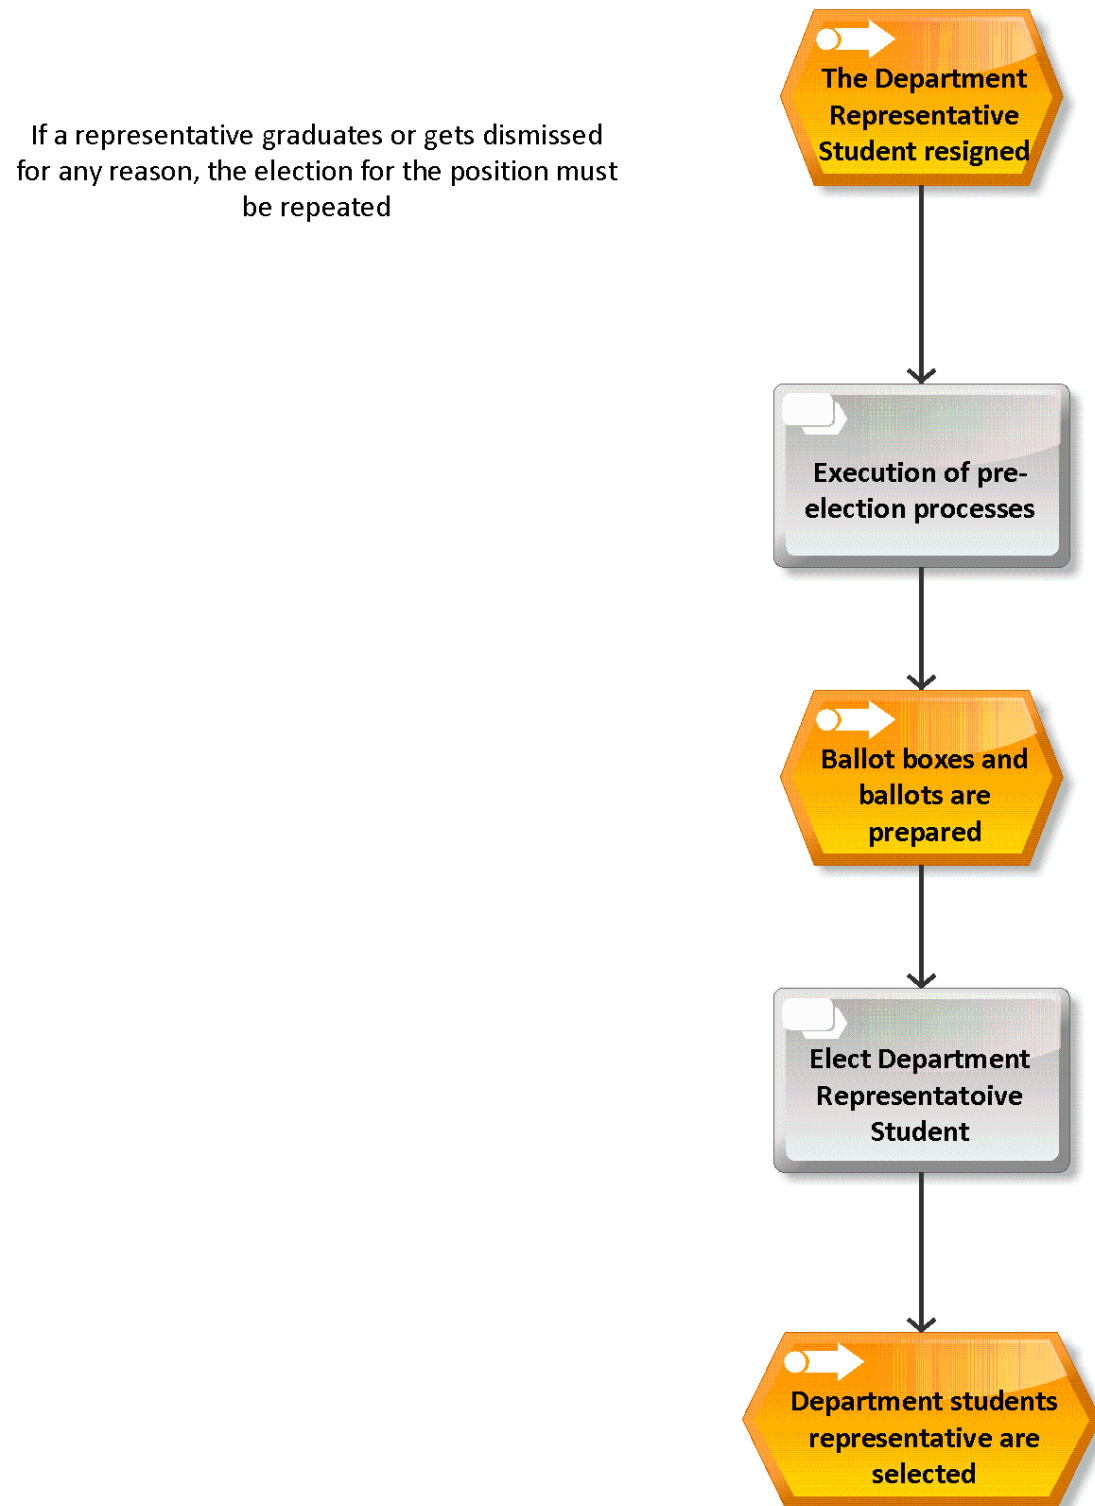 If a representative graduates or gets dismissed
for any reason, the election for the position must
be repeated
The Department
Representative
Student resigned
Execution of pre-
election processes
Ballot boxes and
ballots are
prepared
Elect Department
Representatoive
Student
Department students
representative are
selected